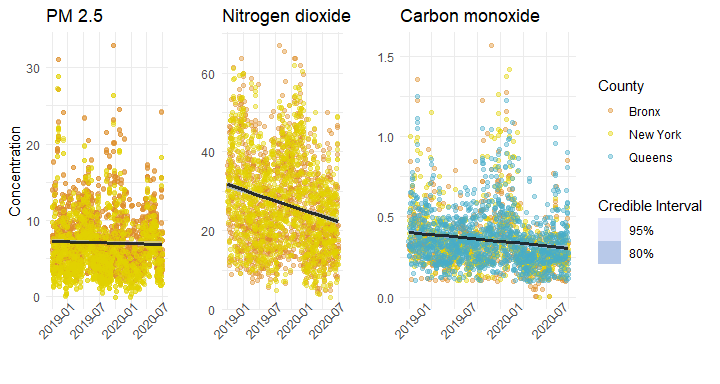 PM 2.5
Nitrogen dioxide
Carbon monoxide
Concentration
30
20
10
0
2019-01
2019-07
2020-01
2020-07
60
40
20
0
2019-01
2019-07
2020-01
2020-07
1.5
1.0
0.5
0.0
2019-01
2019-07
2020-01
2020-07
County
Bronx
New York
Queens
Credible Interval
95%
80%